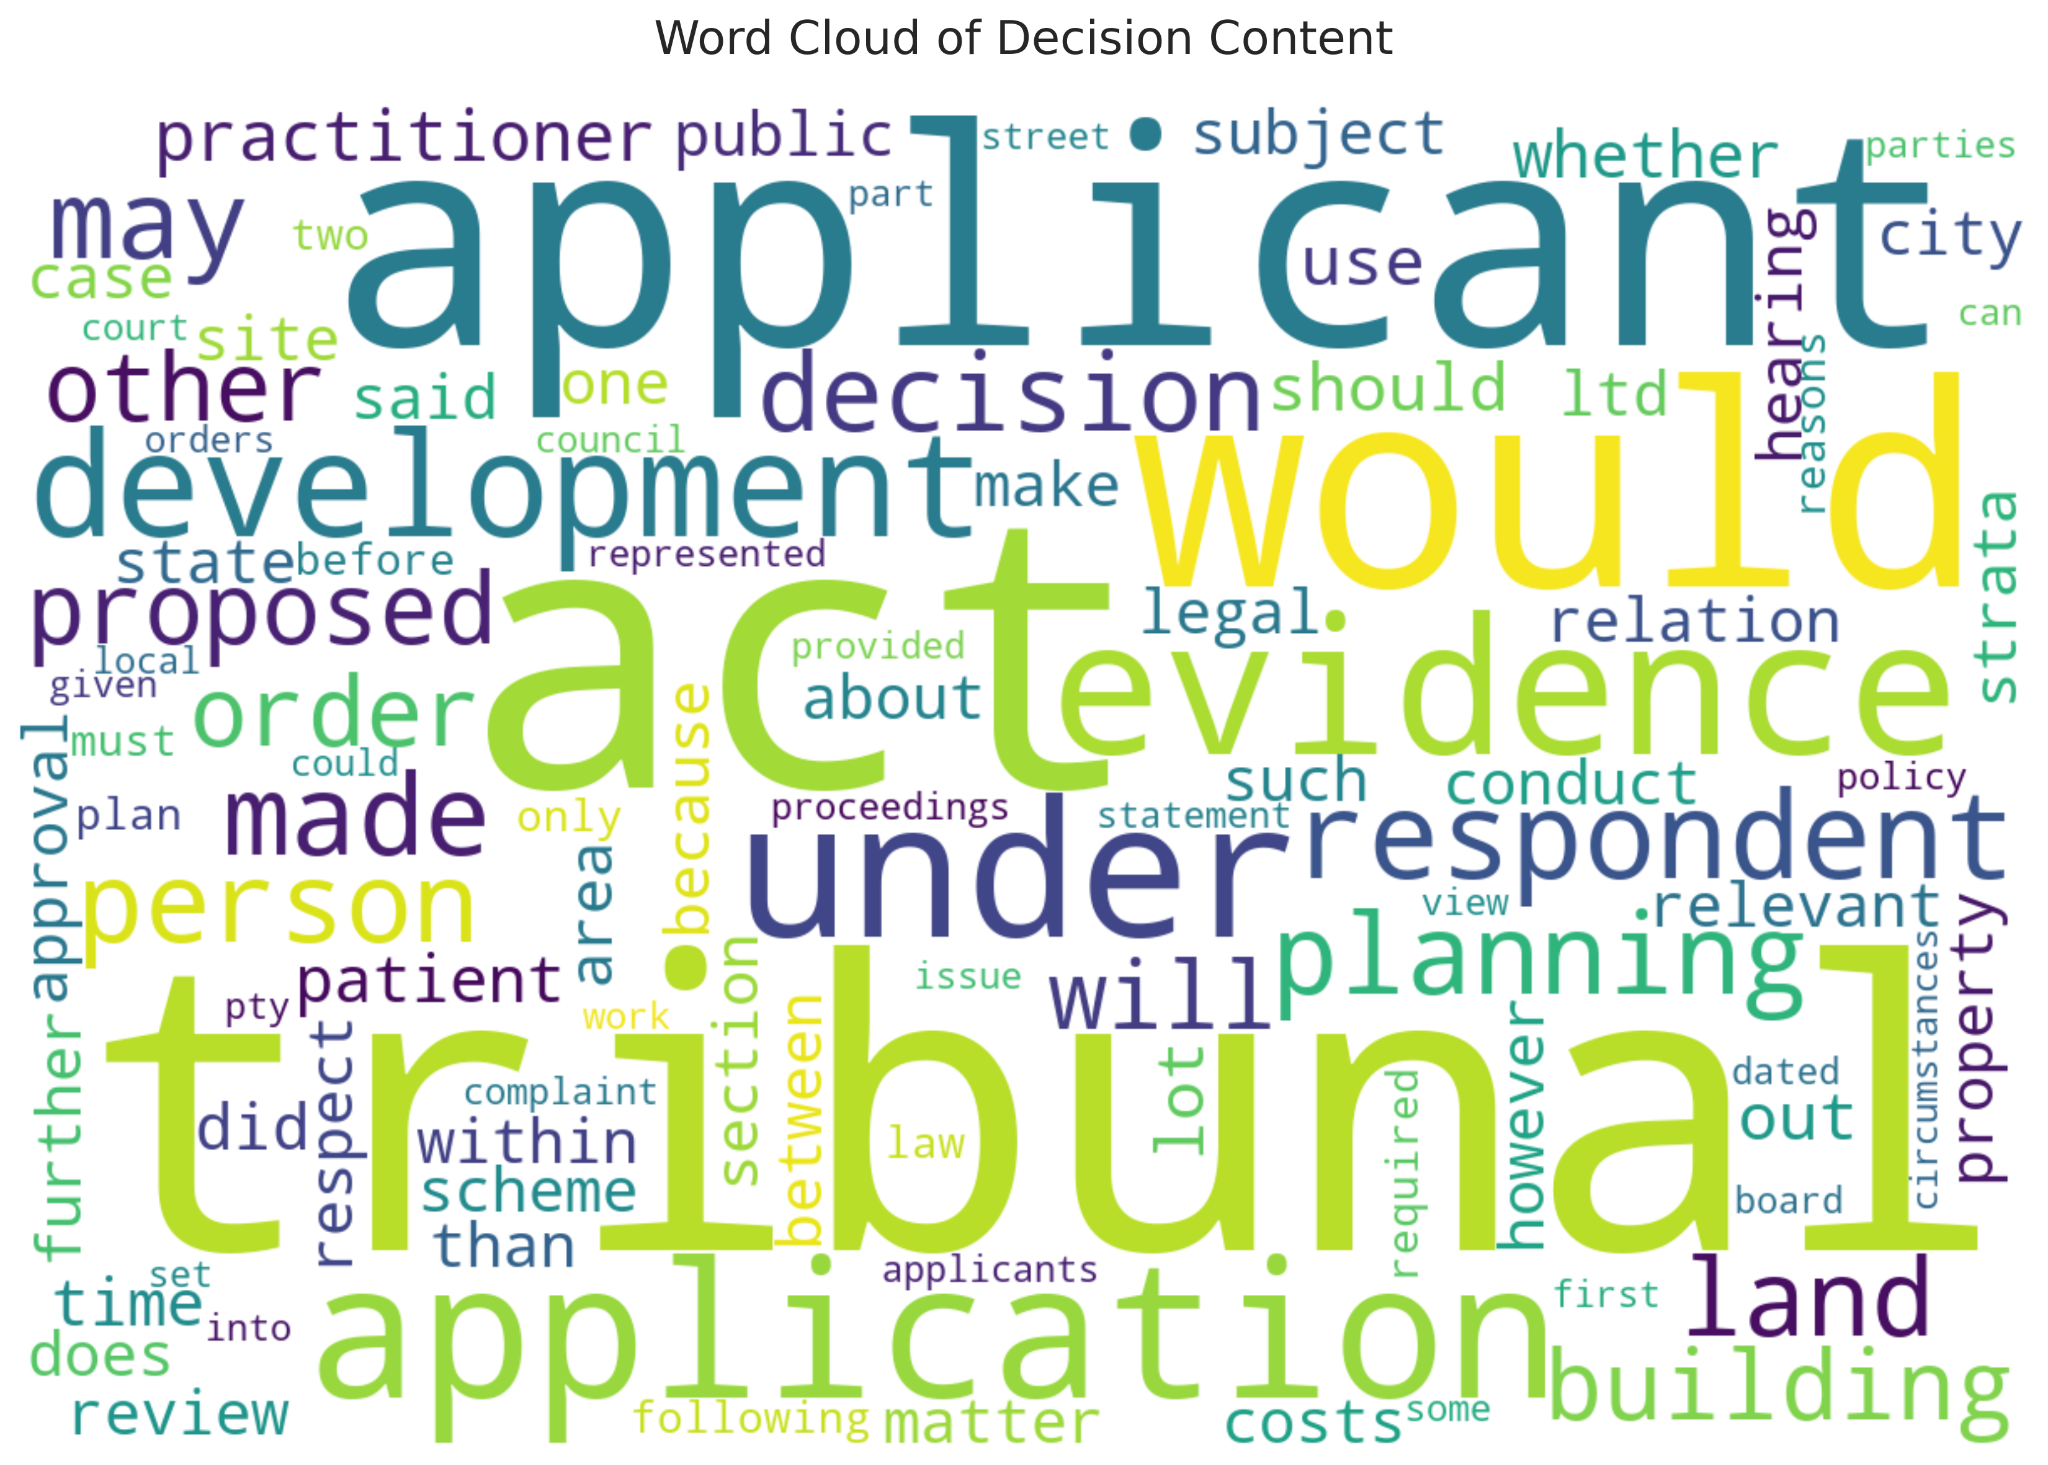 Word Cloud of Decision Content
practitioner
public
street
subject
whether
parties
applicant
may
part
two
use
hearing
city
case
court
site
can
reasons
other
said
one
decision
should
ltd
would
orders
council
development
make
strata
state
before
represented
act
proposed
legal
relation
evidence
provided
local
given
order
about
because
must
approval
could
made
plan
only
area
proceedings
statement
such
conduct
policy
under
respondent
person
view
relevant
property
planning
circumstances
patient
pty
work
section
issue
will
tribunal
further
respect
did
complaint
within
between
law
lot
required
however
dated
out
scheme
board
than
applicants
application
first
land
set
time
into
does
building
review
following
matter
costs
some